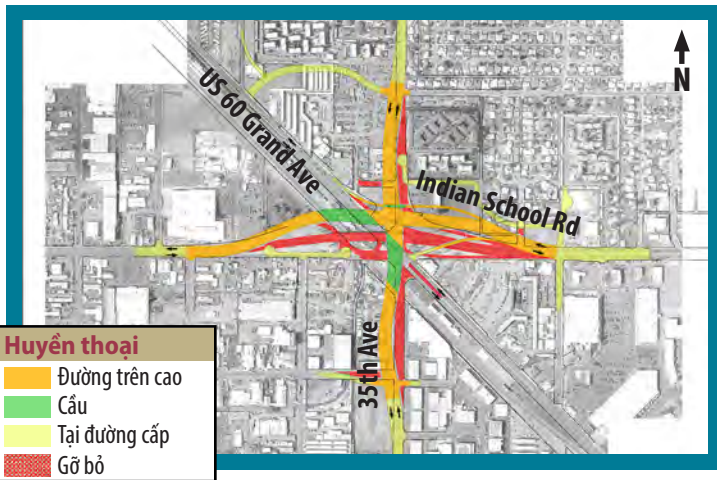 N
US 60 Grand Ave
Indian School Rd
35th Ave
Huyền thoại
Đường trên cao
Cầu
Tại đường cấp
Gỡ bỏ